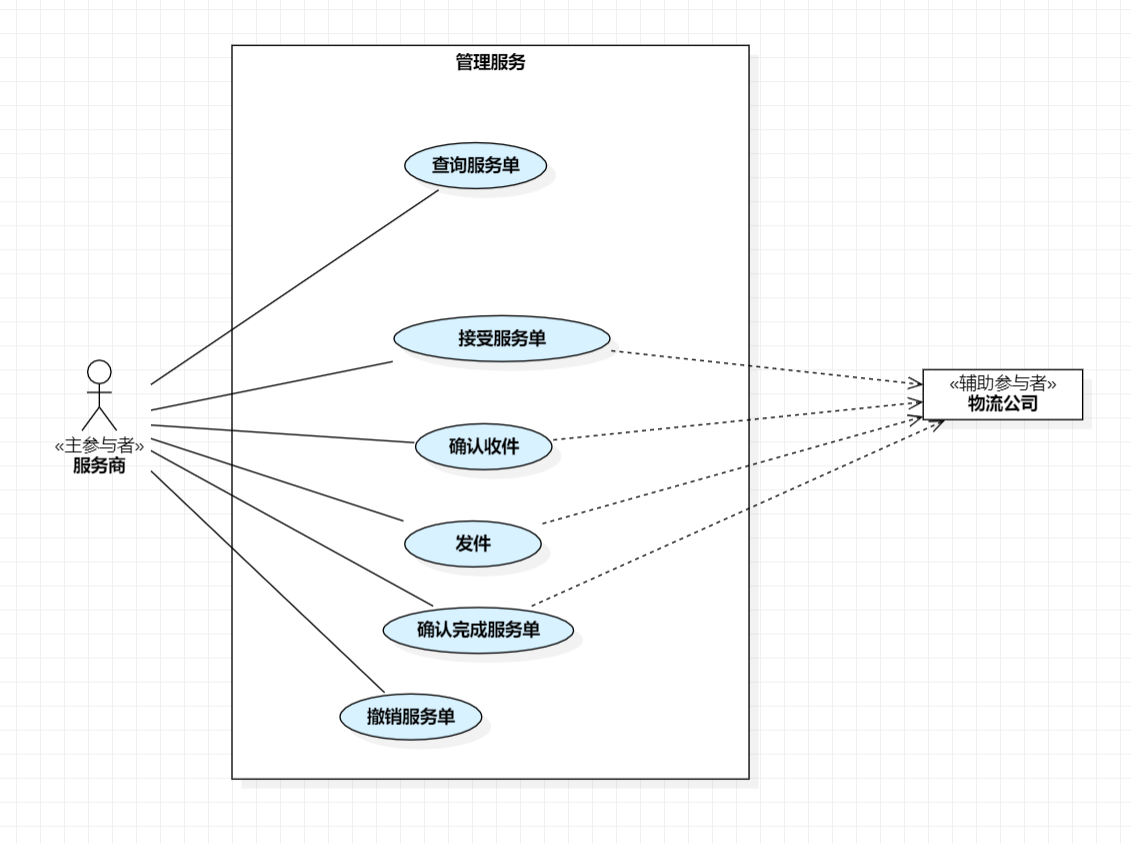 管理服务
查询服务单
接受服务单
确认收件
发件
确认完成服务单
撤销服务单
«主参与者»
服务商
«辅助参与者»
物流公司